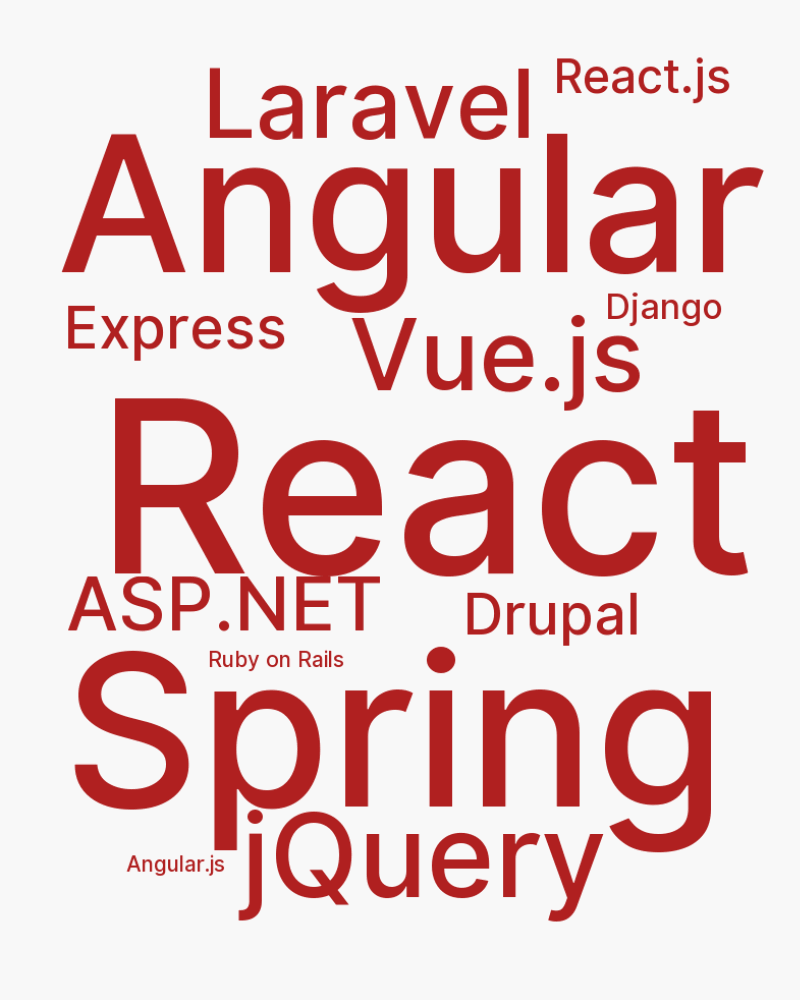 Laravel
React.js
Angular
Express
Django
Vue.js
React
ASP.NET
Drupal
Ruby on Rails
Spring
jQuery
Angular.js